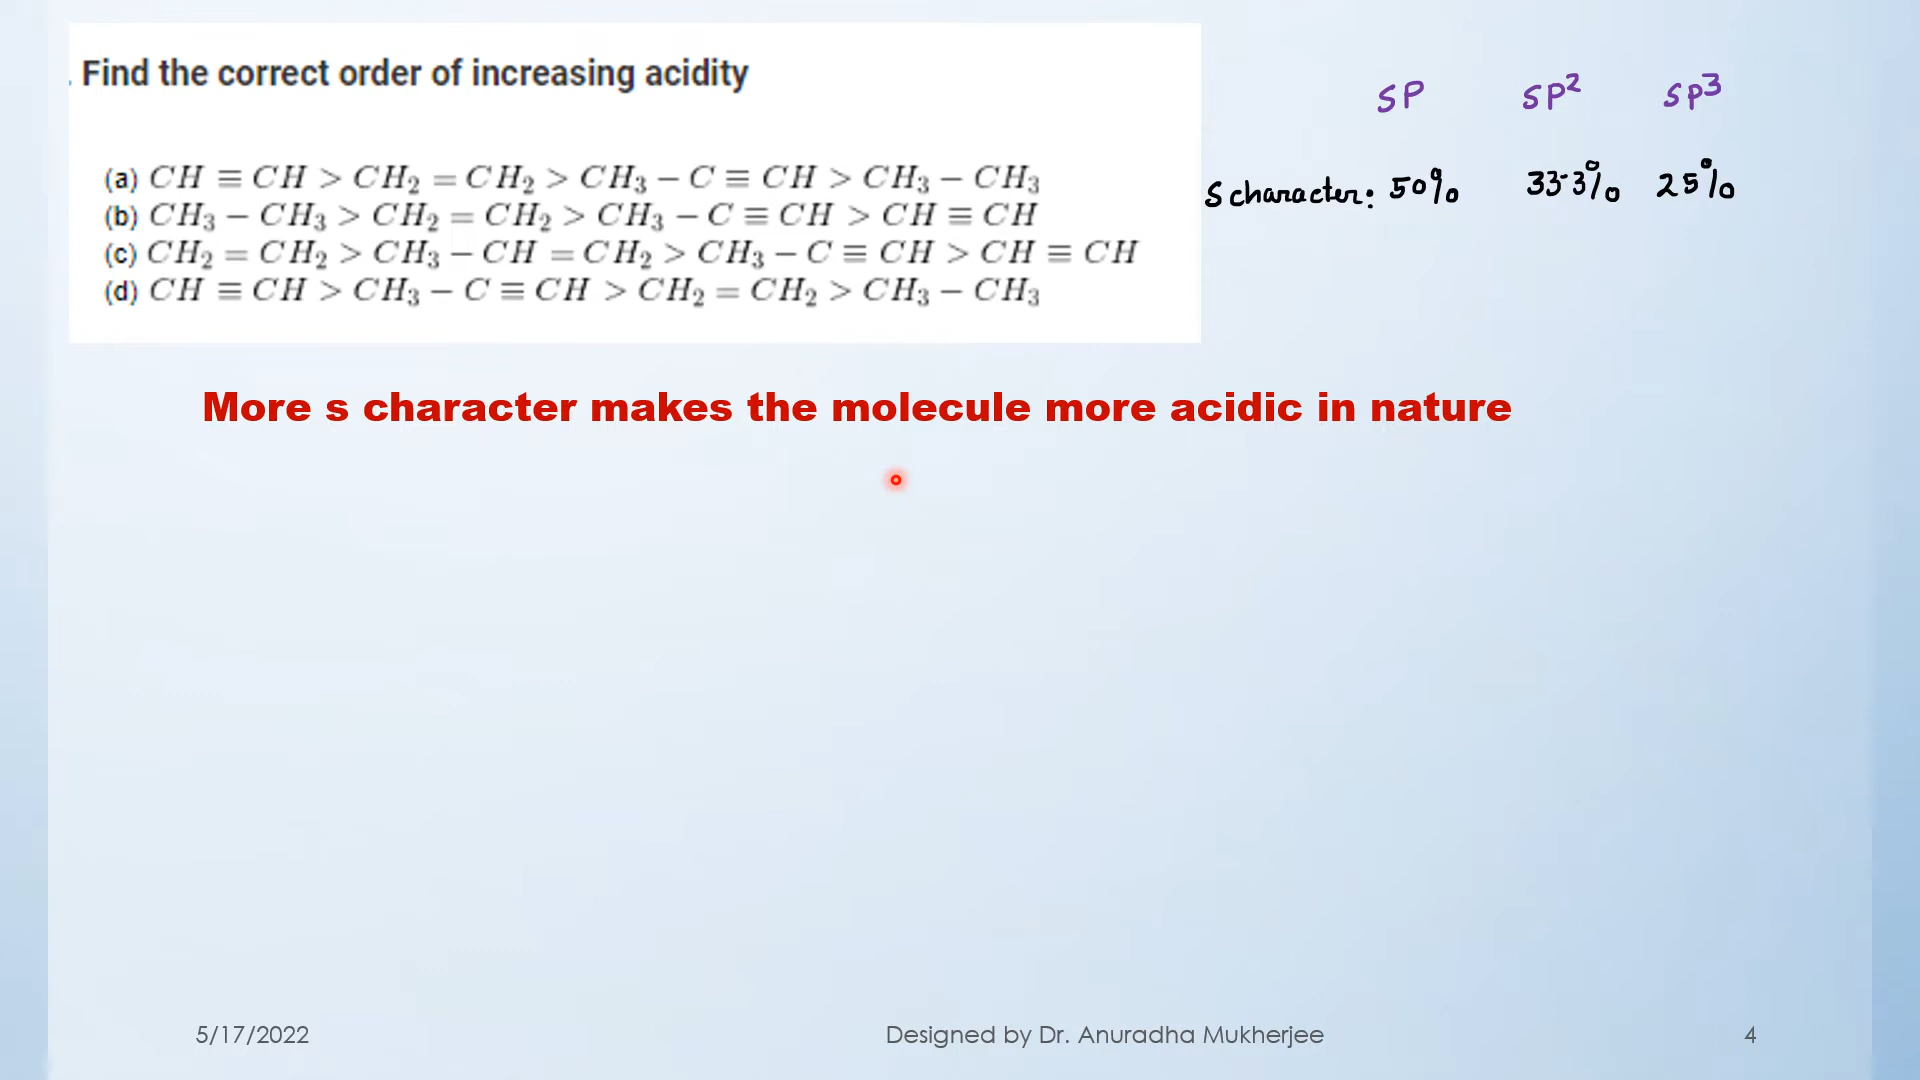 . Find the correct order of increasing acidity
SP SP² SP³
(a) CH ≡ CH > CH₂ = CH₂ > CH₃ − C ≡ CH > CH₃ − CH₃
S character: 50% 33.3% 25%
(b) CH₃ − CH₃ > CH₂ = CH₂ > CH₃ − C ≡ CH > CH ≡ CH
(c) CH₂ = CH₂ > CH₃ − CH = CH₂ > CH₃ − C ≡ CH > CH ≡ CH
(d) CH ≡ CH > CH₃ − C ≡ CH > CH₂ = CH₂ > CH₃ − CH₃
More s character makes the molecule more acidic in nature
5/17/2022
Designed by Dr. Anuradha Mukherjee
4